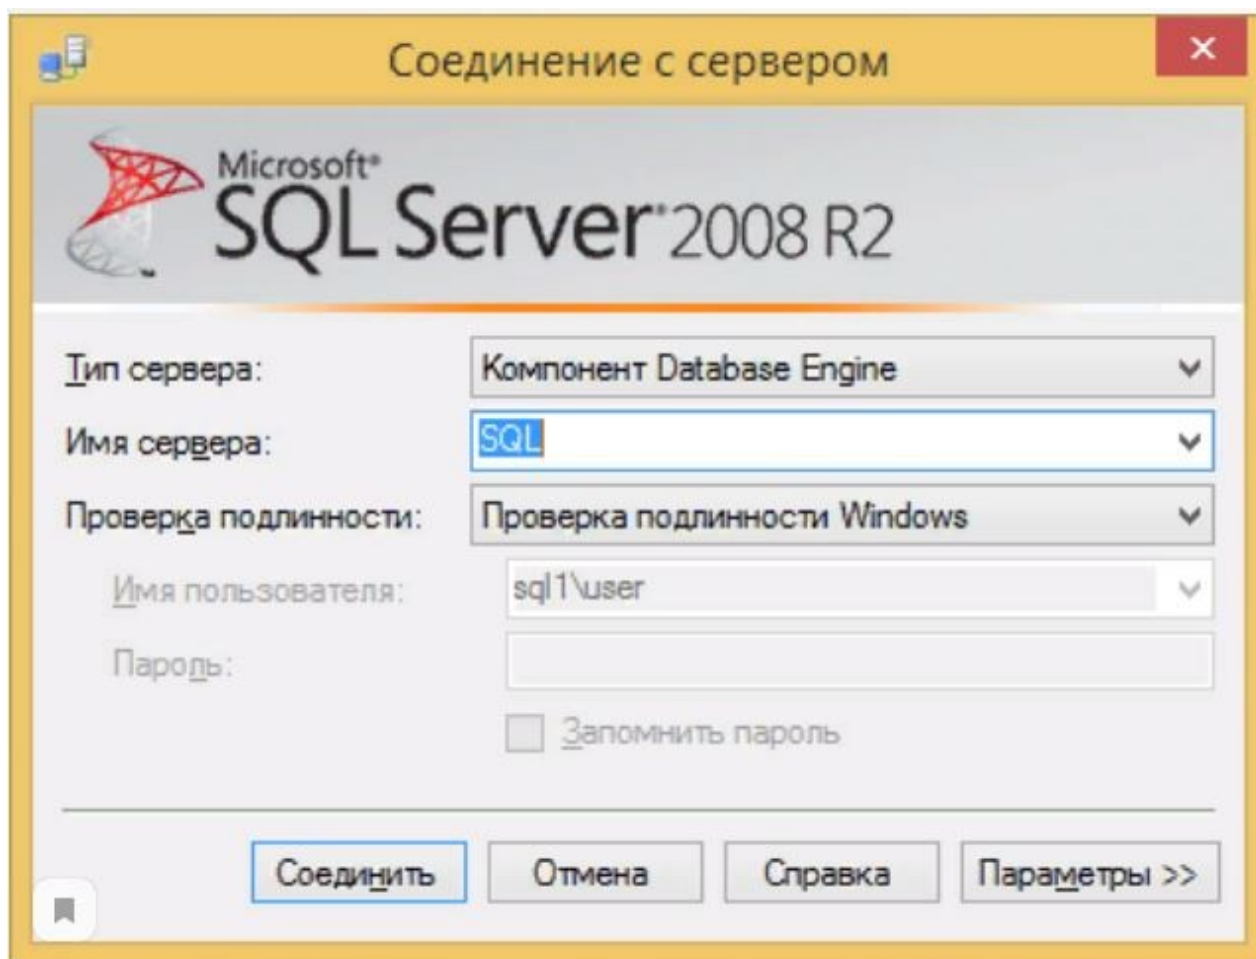 Соединение с сервером
Microsoft®
SQL Server® 2008 R2
Тип сервера: Компонент Database Engine
Имя сервера: SQL
Проверка подлинности: Проверка подлинности Windows
Имя пользователя: sql1\user
Пароль:
Запомнить пароль
Соединить Отмена Справка Параметры >>